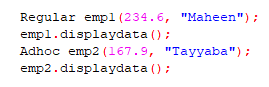 Regular emp1(234.6, "Maheen");
emp1.displaydata();
Adhoc emp2(167.9, "Tayyaba");
emp2.displaydata();